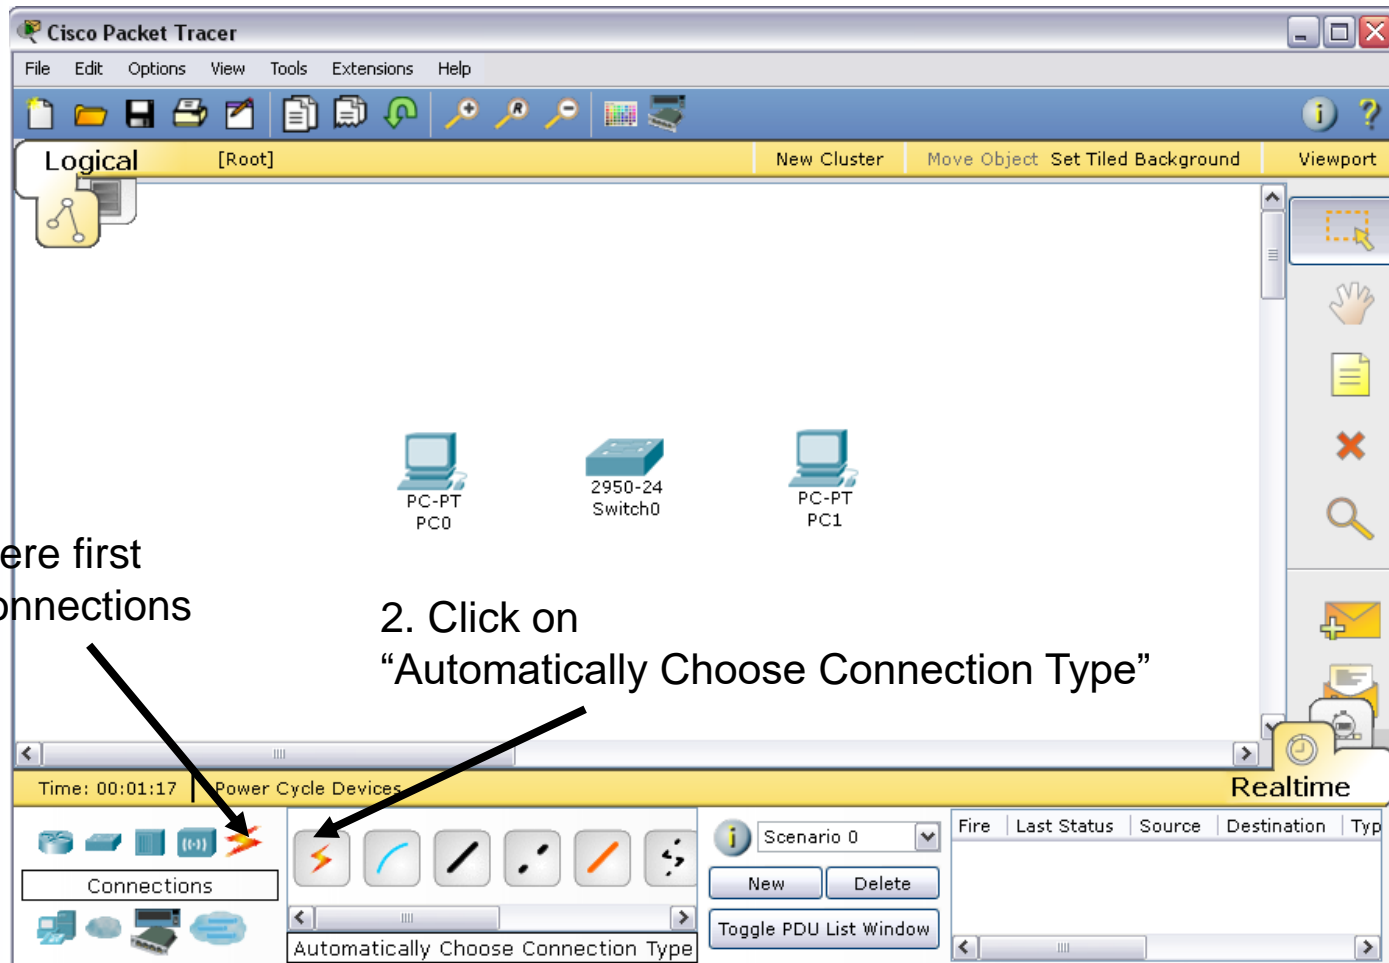 Cisco Packet Tracer
File Edit Options View Tools Extensions Help
Logical [Root] New Cluster Move Object Set Tiled Background Viewport
PC-PT
PC0
2950-24
Switch0
PC-PT
PC1
ere first
onnections
2. Click on
“Automatically Choose Connection Type”
Time: 00:01:17 Power Cycle Devices
Realtime
Connections
Automatically Choose Connection Type
Scenario 0
New Delete
Toggle PDU List Window
Fire Last Status Source Destination Typ